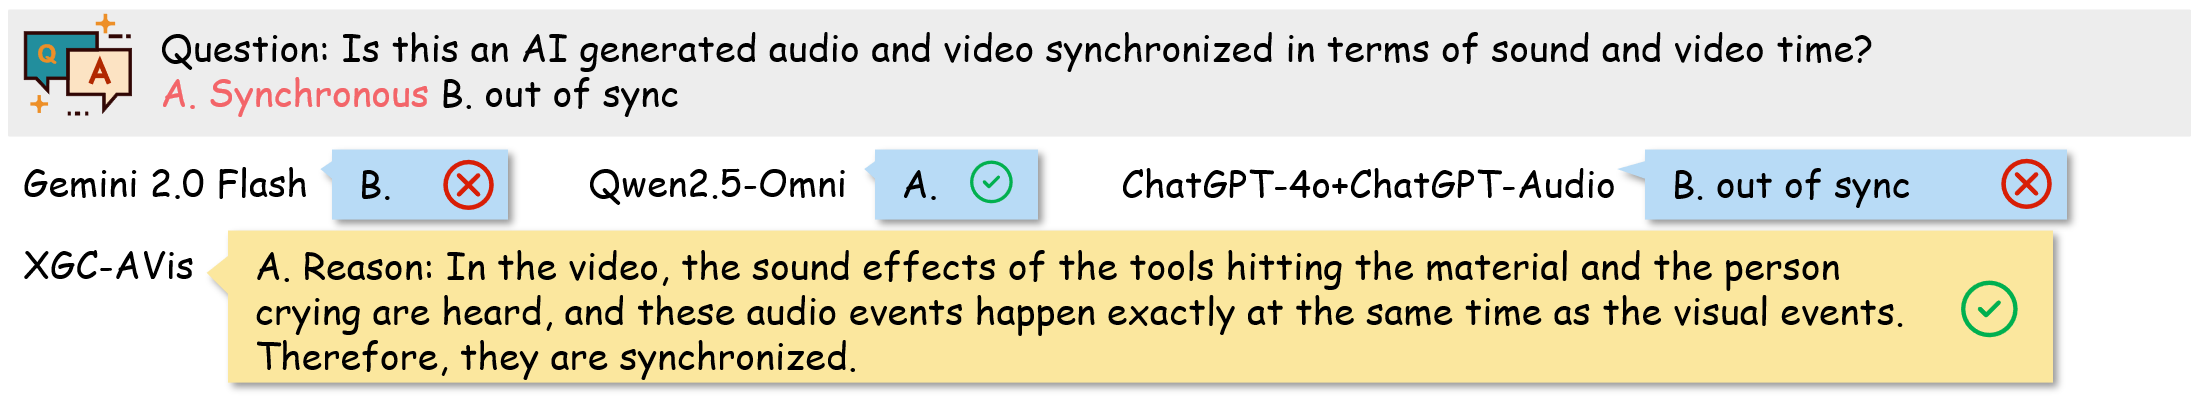 Q A
Question: Is this an AI generated audio and video synchronized in terms of sound and video time?
A. Synchronous B. out of sync
Gemini 2.0 Flash B. Qwen2.5-Omni A. ChatGPT-4o+ChatGPT-Audio B. out of sync
XGC-AVis A. Reason: In the video, the sound effects of the tools hitting the material and the person
crying are heard, and these audio events happen exactly at the same time as the visual events.
Therefore, they are synchronized.